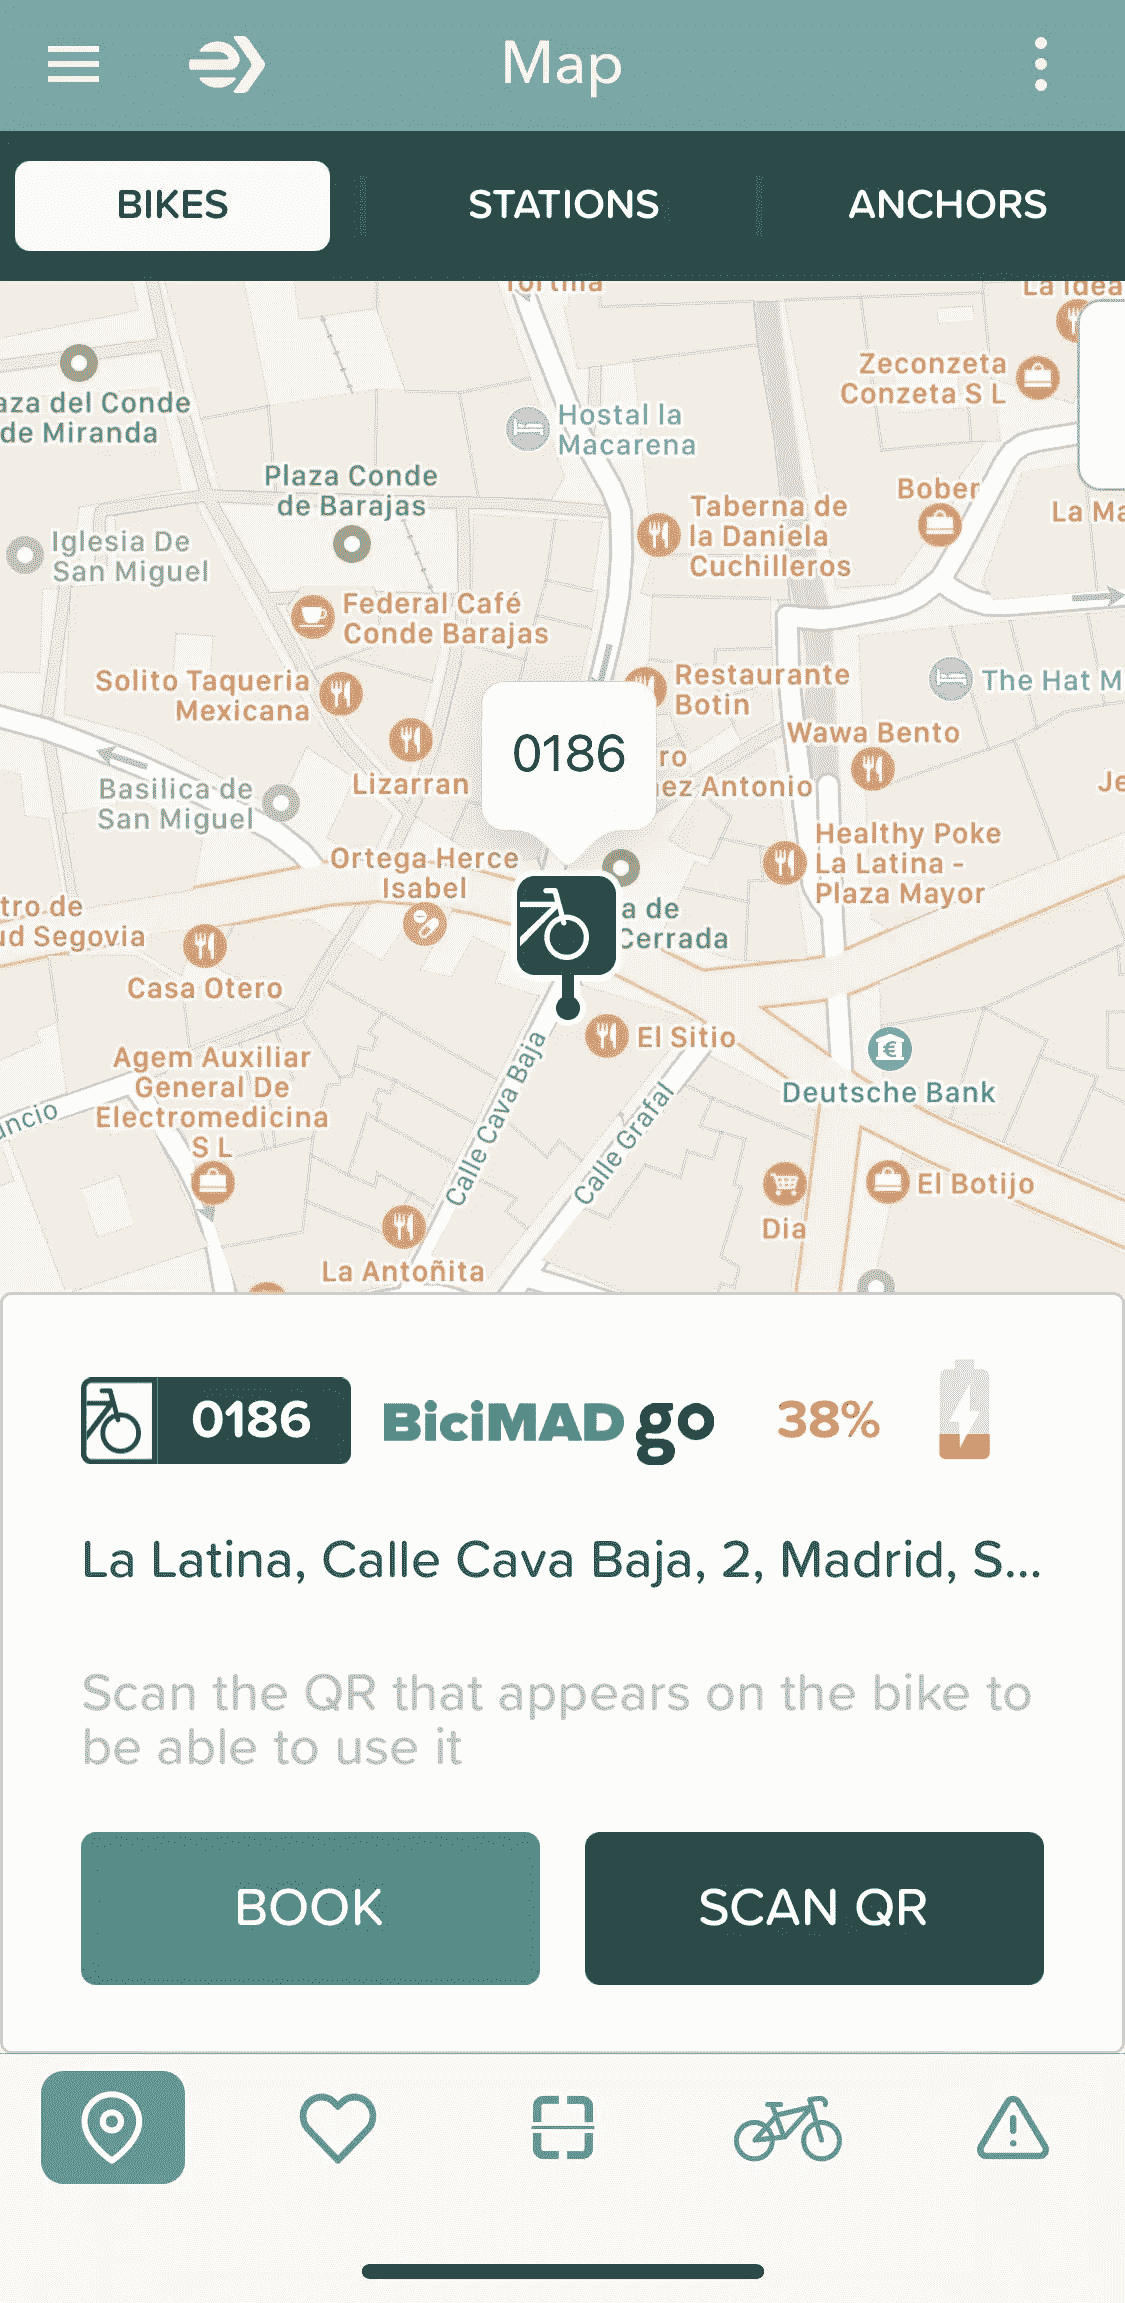 Map
BIKES
STATIONS
ANCHORS
Zeconzeta
Conzeta S L
aza del Conde
de Miranda
Hostal la
Macarena
Plaza Conde
de Barajas
Bober
Taberna de
la Daniela
Cuchilleros
La Ma
Iglesia De
San Miguel
Federal Café
Conde Barajas
Solito Taqueria
Mexicana
Restaurante
Botin
The Hat M
Wawa Bento
0186
ro
ez Antonio
Lizarran
Je
Basilica de
San Miguel
Healthy Poke
La Latina -
Plaza Mayor
Ortega Herce
Isabel
tro de
ud Segovia
a de
Cerrada
Casa Otero
El Sitio
Agem Auxiliar
General De
Electromedicina
S L
Calle Cava Baja
Calle Grafal
Deutsche Bank
uncio
Dia
El Botijo
La Antoñita
0186
BiciMAD go
38%
La Latina, Calle Cava Baja, 2, Madrid, S...
Scan the QR that appears on the bike to
be able to use it
BOOK
SCAN QR